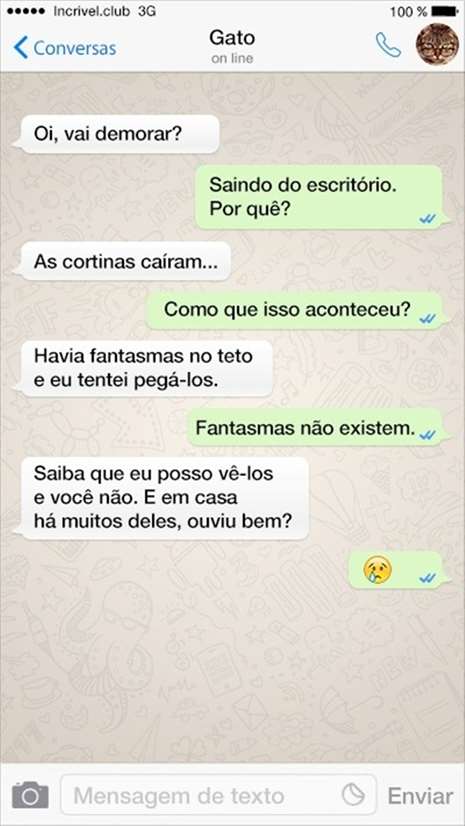 Incrivel.club 3G 100 %
Conversas
Gato
on line
Oi, vai demorar?
Saindo do escritório.
Por quê?
As cortinas caíram...
Como que isso aconteceu?
Havia fantasmas no teto
e eu tentei pegá-los.
Fantasmas não existem.
Saiba que eu posso vê-los
e você não. E em casa
há muitos deles, ouviu bem?
Mensagem de texto
Enviar